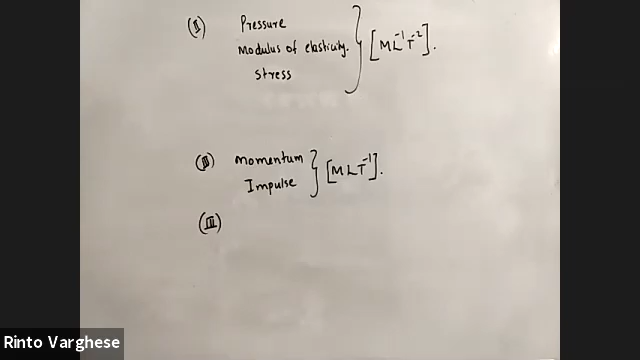 (I) Pressure
Modulus of elasticity.
Stress
[ML⁻¹T⁻²].
(II) Momentum
Impulse
[MLT⁻¹].
(III)
Rinto Varghese